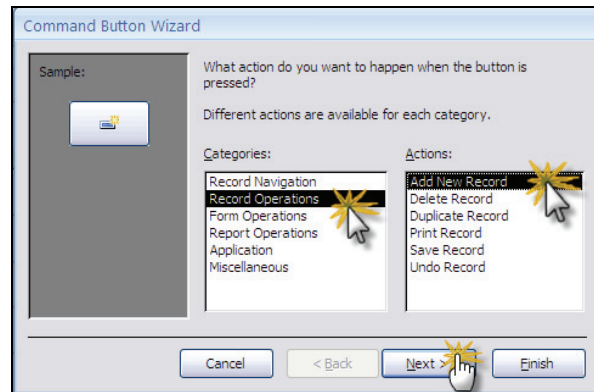 Command Button Wizard
Sample:
What action do you want to happen when the button is
pressed?
Different actions are available for each category.
Categories:
Actions:
Record Navigation
Record Operations
Form Operations
Report Operations
Application
Miscellaneous
Add New Record
Delete Record
Duplicate Record
Print Record
Save Record
Undo Record
Cancel
< Back
Next >
Finish